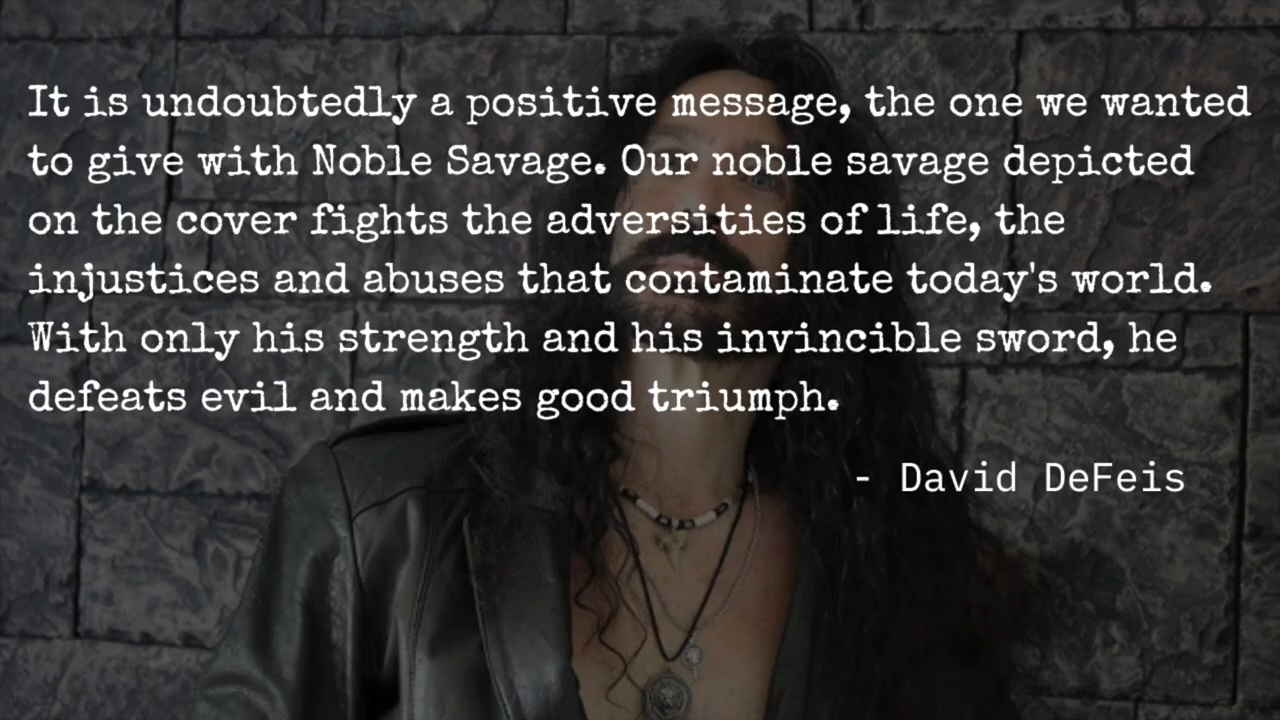 It is undoubtedly a positive message, the one we wanted
to give with Noble Savage. Our noble savage depicted
on the cover fights the adversities of life, the
injustices and abuses that contaminate today's world.
With only his strength and his invincible sword, he
defeats evil and makes good triumph.
- David DeFeis